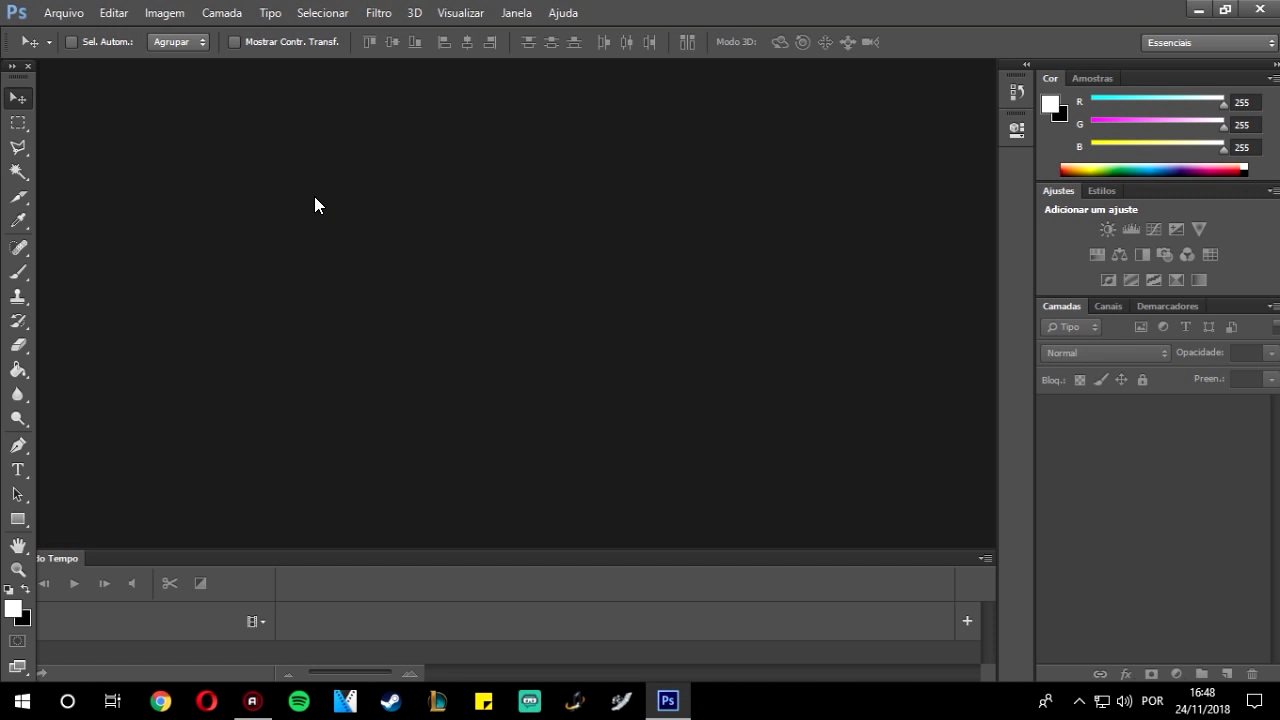 Ps Arquivo Editar Imagem Camada Tipo Selecionar Filtro 3D Visualizar Janela Ajuda
Sel. Autom.: Agrupar Mostrar Contr. Transf. Modo 3D: Essenciais
Cor Amostras
R 255
G 255
B 255
Ajustes Estilos
Adicionar um ajuste
Camadas Canais Demarcadores
Tipo
Normal Opacidade:
Bloq.: Preen.:
do Tempo
T
Ps POR 16:48
24/11/2018